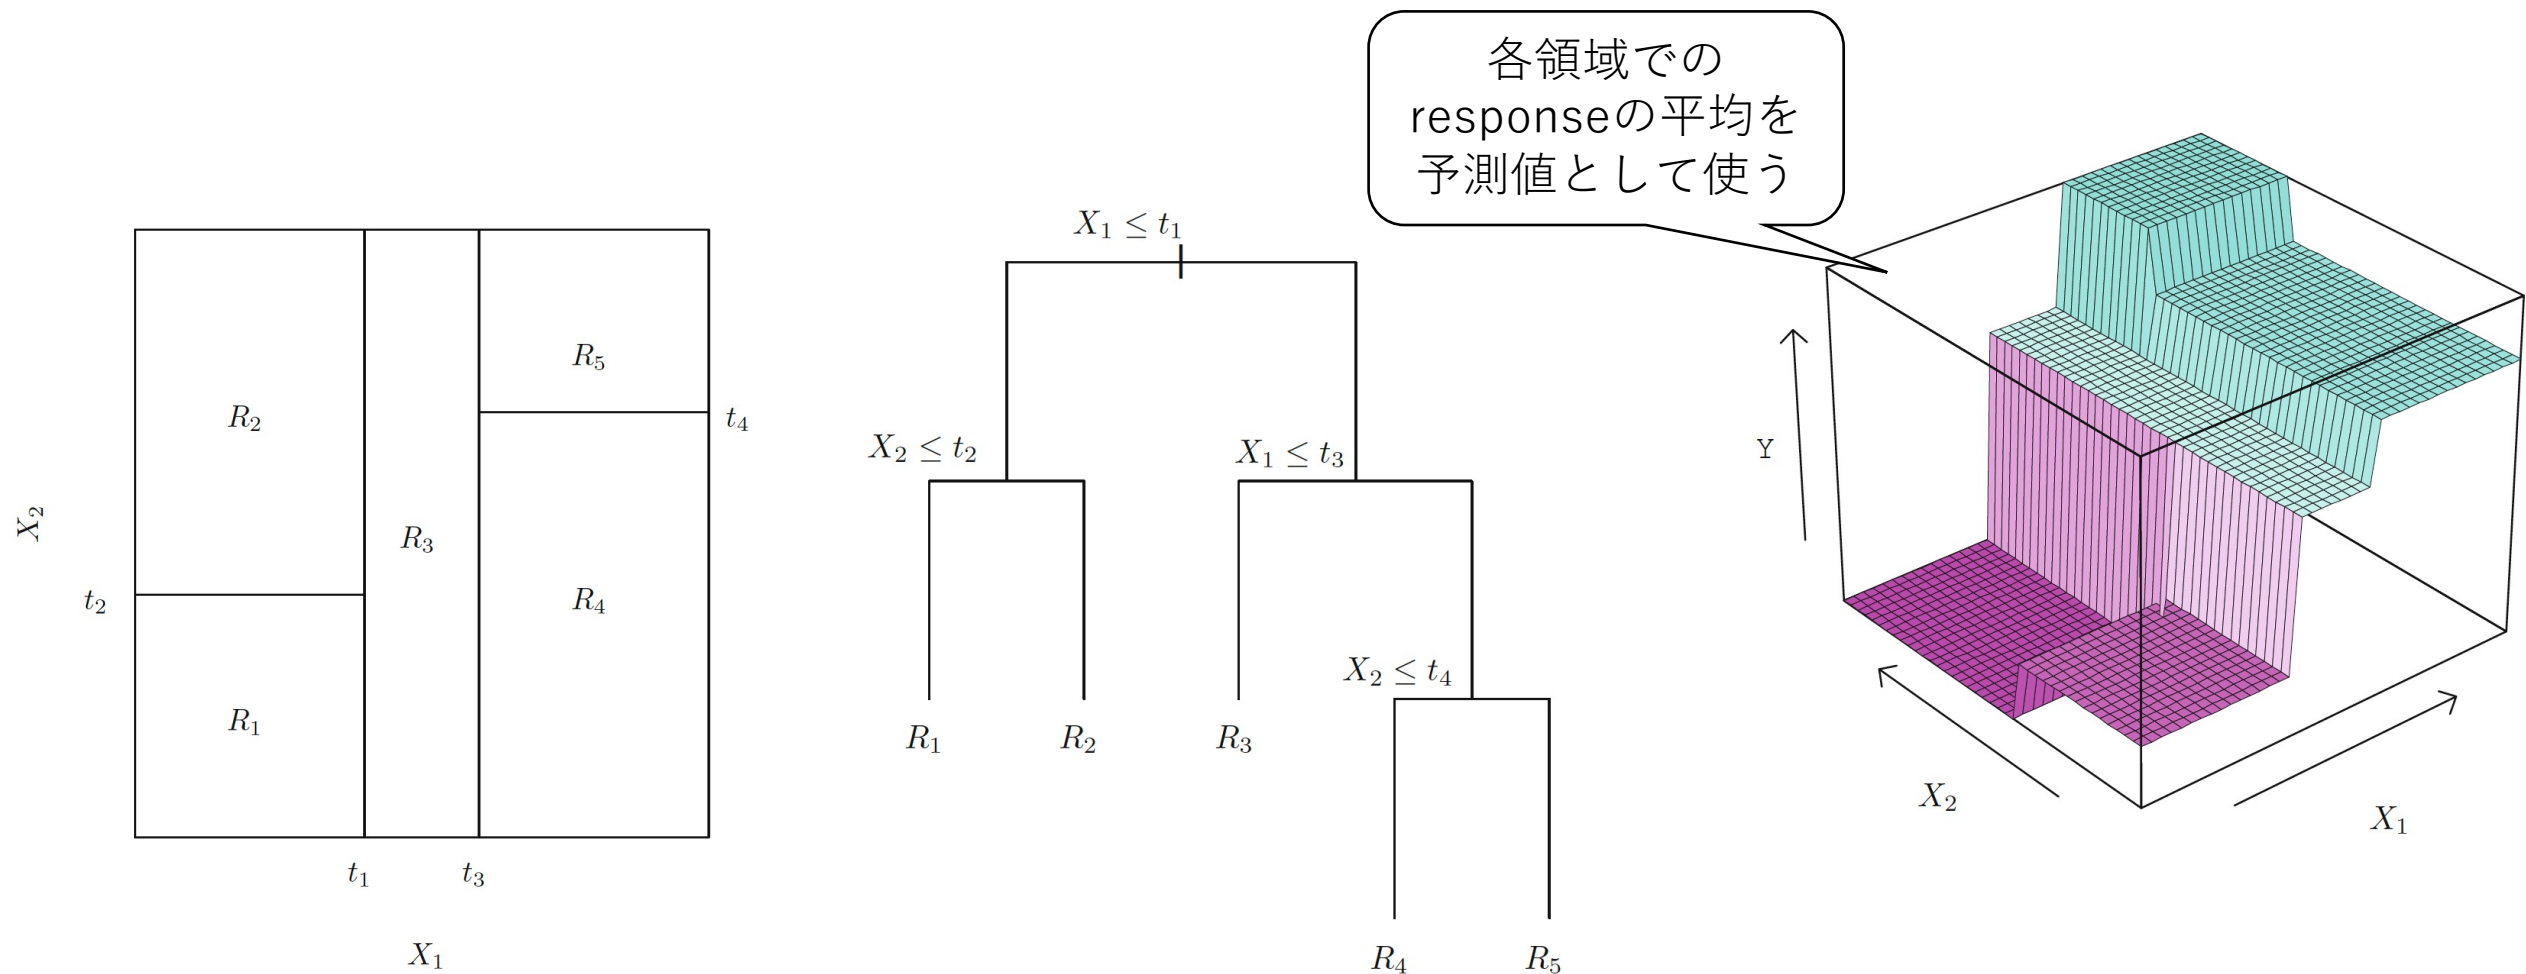 各領域での
responseの平均を
予測値として使う
R₂
R₅
t₄
R₃
X₂
t₂
R₄
R₁
t₁
t₃
X₁
X₁ ≤ t₁
X₂ ≤ t₂
X₁ ≤ t₃
X₂ ≤ t₄
R₁
R₂
R₃
R₄
R₅
Y
X₂
X₁